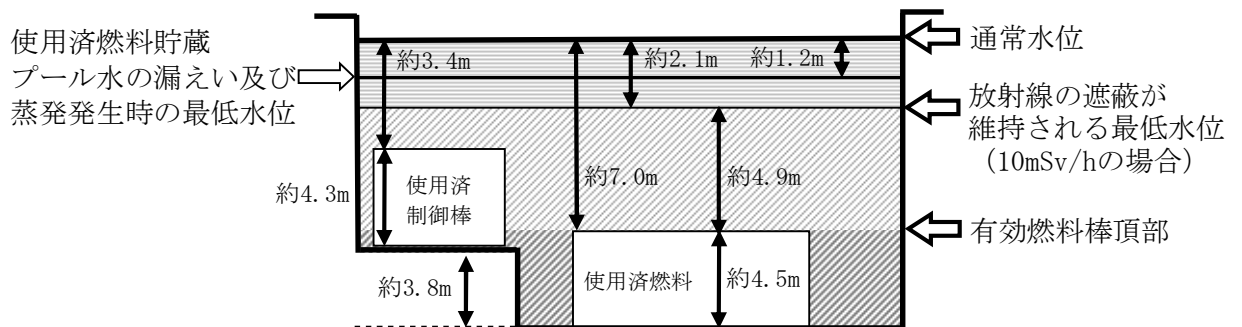 使用済燃料貯蔵
プール水の漏えい及び
蒸発発生時の最低水位
約3.4m
約2.1m
約1.2m
通常水位
放射線の遮蔽が
維持される最低水位
（10mSv/hの場合）
約4.3m
使用済
制御棒
約7.0m
約4.9m
有効燃料棒頂部
約3.8m
使用済燃料
約4.5m